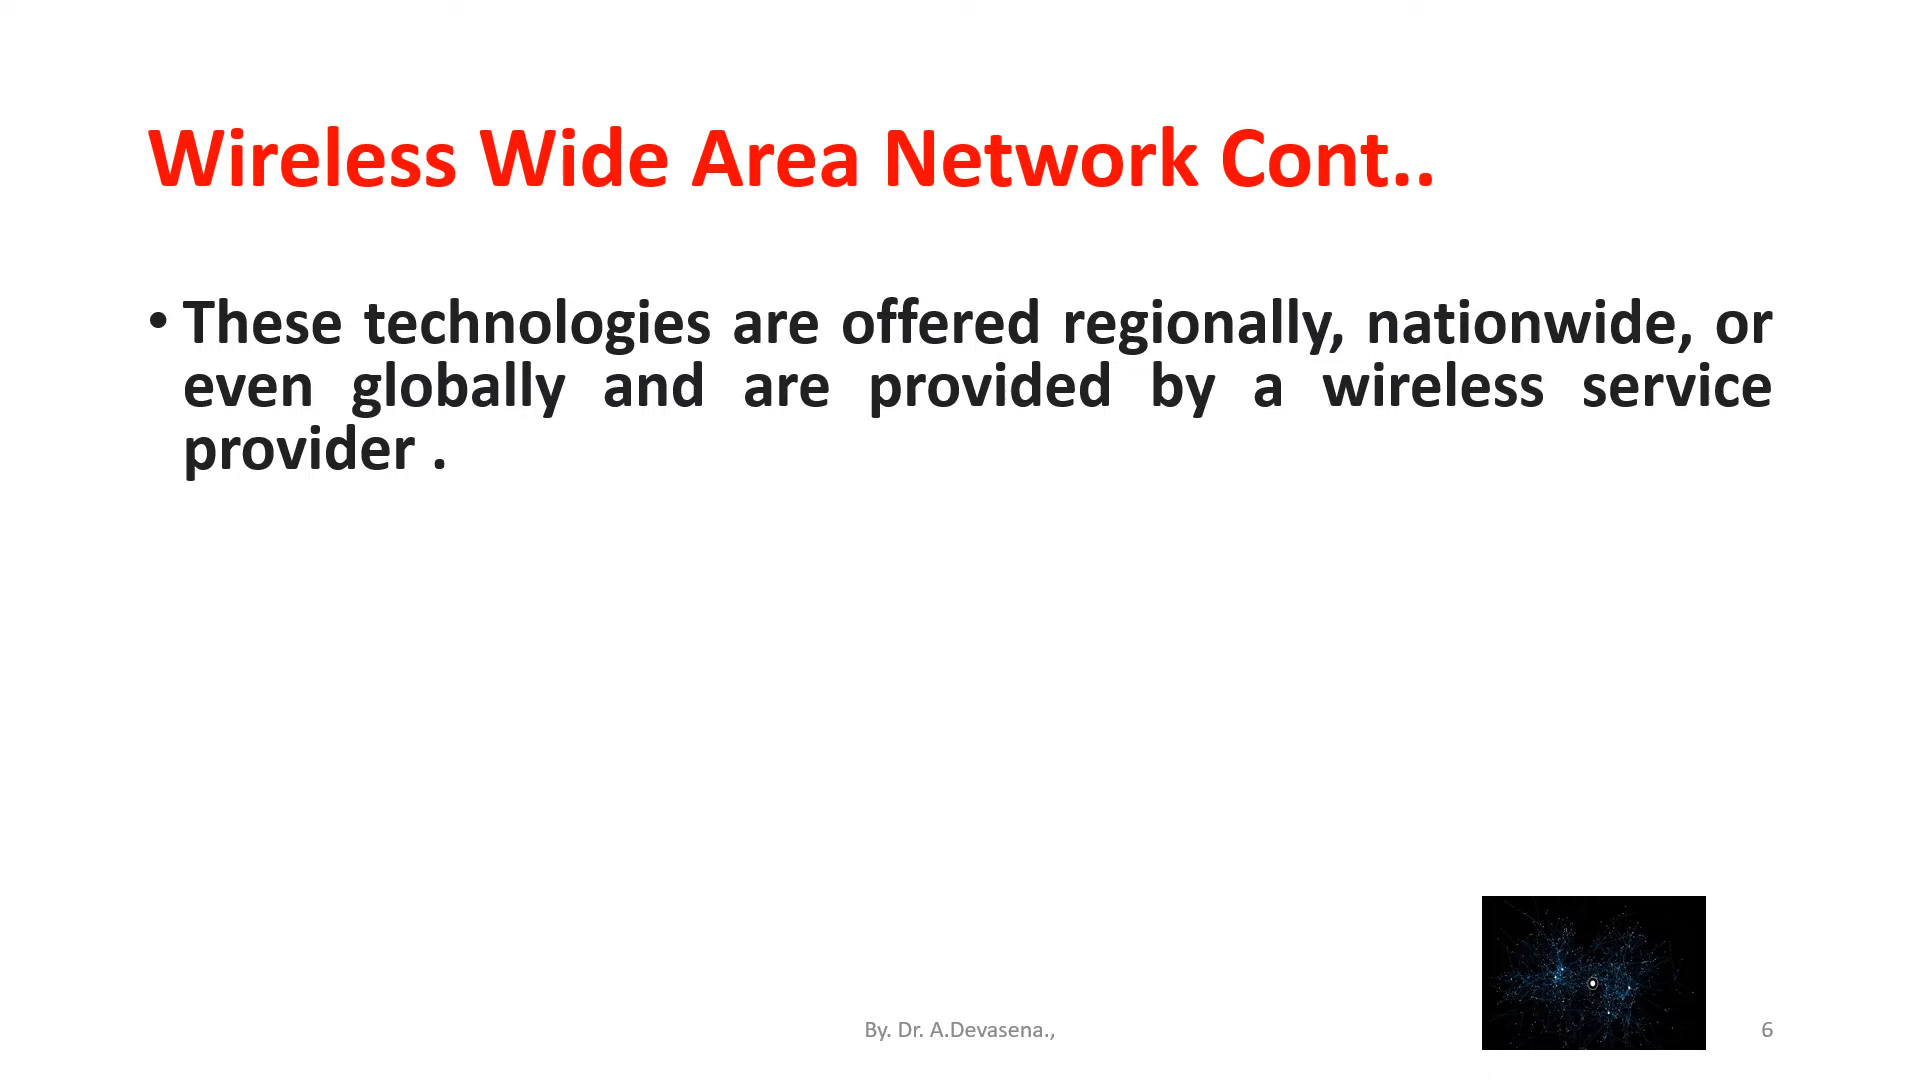 Wireless Wide Area Network Cont..
• These technologies are offered regionally, nationwide, or
even globally and are provided by a wireless service
provider .
By. Dr. A.Devasena.,
6